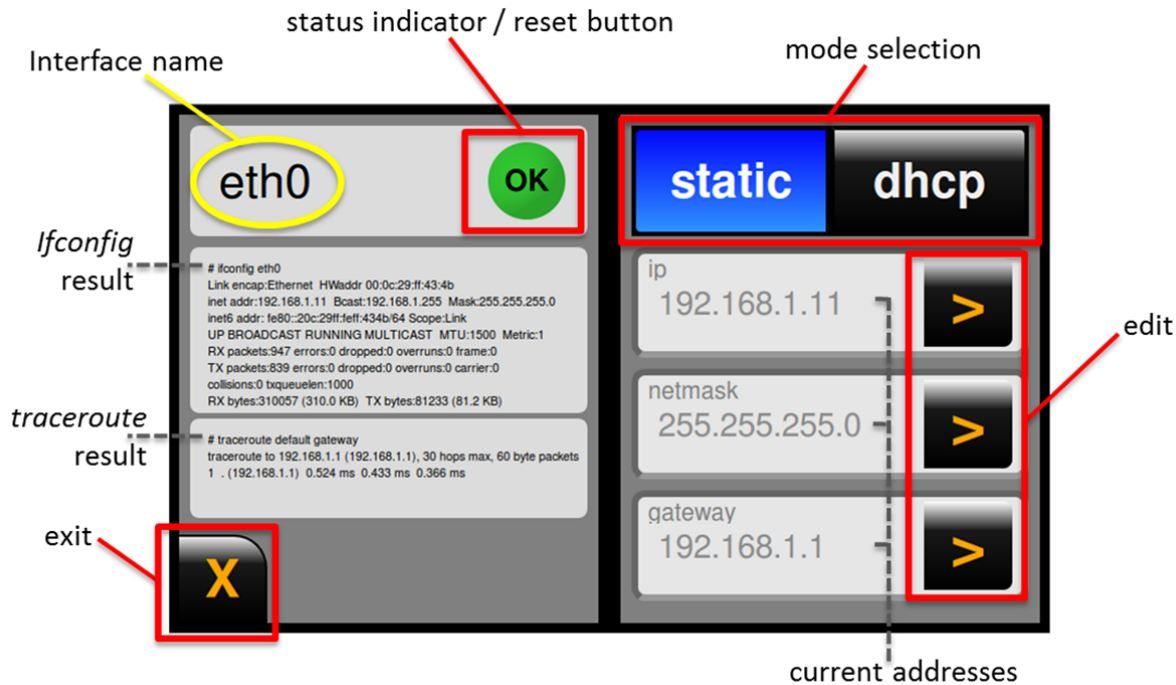 status indicator / reset button
mode selection
Interface name
eth0
OK
static
dhcp
Ifconfig
result
# ifconfig eth0
Link encap:Ethernet HWaddr 00:0c:29:ff:43:4b
inet addr:192.168.1.11 Bcast:192.168.1.255 Mask:255.255.255.0
inet6 addr: fe80::20c:29ff:feff:434b/64 Scope:Link
UP BROADCAST RUNNING MULTICAST MTU:1500 Metric:1
RX packets:947 errors:0 dropped:0 overruns:0 frame:0
TX packets:839 errors:0 dropped:0 overruns:0 carrier:0
collisions:0 txqueuelen:1000
RX bytes:310057 (310.0 KB) TX bytes:81233 (81.2 KB)
traceroute
result
# traceroute default gateway
traceroute to 192.168.1.1 (192.168.1.1), 30 hops max, 60 byte packets
1 . (192.168.1.1) 0.524 ms 0.433 ms 0.366 ms
exit
X
ip
192.168.1.11
>
netmask
255.255.255.0
>
gateway
192.168.1.1
>
edit
current addresses